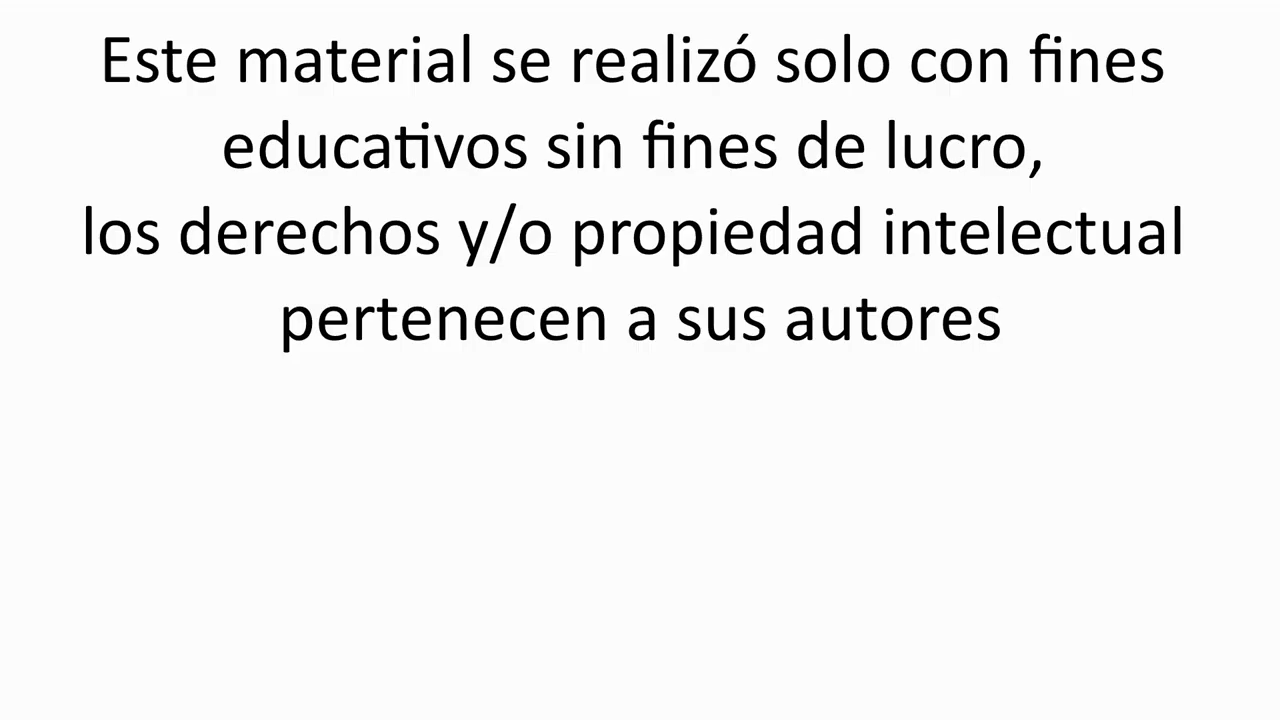 Este material se realizó solo con fines
educativos sin fines de lucro,
los derechos y/o propiedad intelectual
pertenecen a sus autores